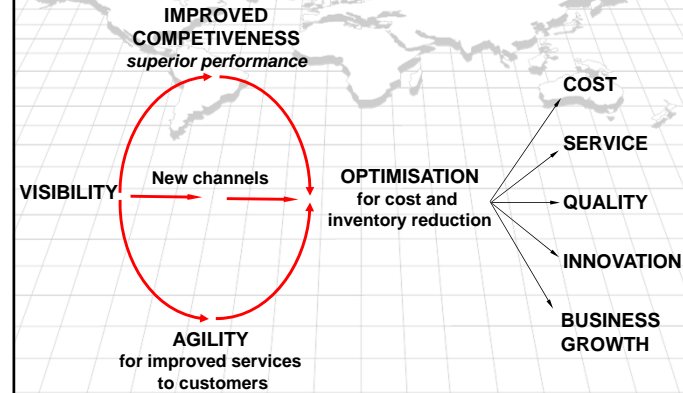 IMPROVED
COMPETIVENESS
superior performance
VISIBILITY
New channels
OPTIMISATION
for cost and
inventory reduction
AGILITY
for improved services
to customers
COST
SERVICE
QUALITY
INNOVATION
BUSINESS
GROWTH